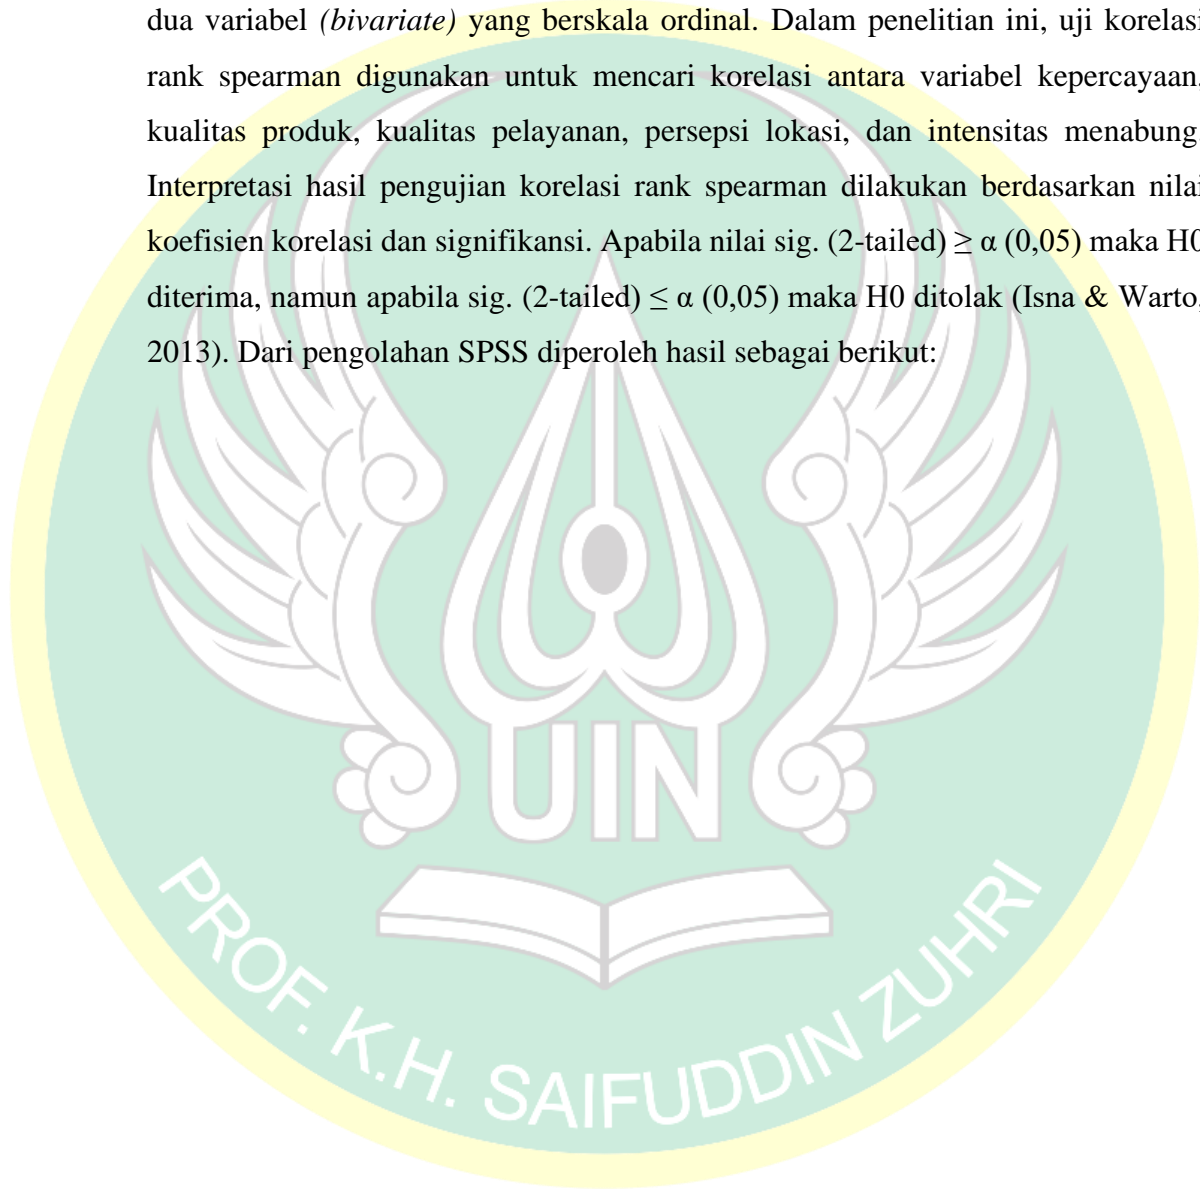 dua variabel (bivariate) yang berskala ordinal. Dalam penelitian ini, uji korelasi
rank spearman digunakan untuk mencari korelasi antara variabel kepercayaan,
kualitas produk, kualitas pelayanan, persepsi lokasi, dan intensitas menabung.
Interpretasi hasil pengujian korelasi rank spearman dilakukan berdasarkan nilai
koefisien korelasi dan signifikansi. Apabila nilai sig. (2-tailed) ≥ α (0,05) maka H0
diterima, namun apabila sig. (2-tailed) ≤ α (0,05) maka H0 ditolak (Isna & Warto,
2013). Dari pengolahan SPSS diperoleh hasil sebagai berikut:
UIN
PROF. K.H. SAIFUDDIN ZUHRI